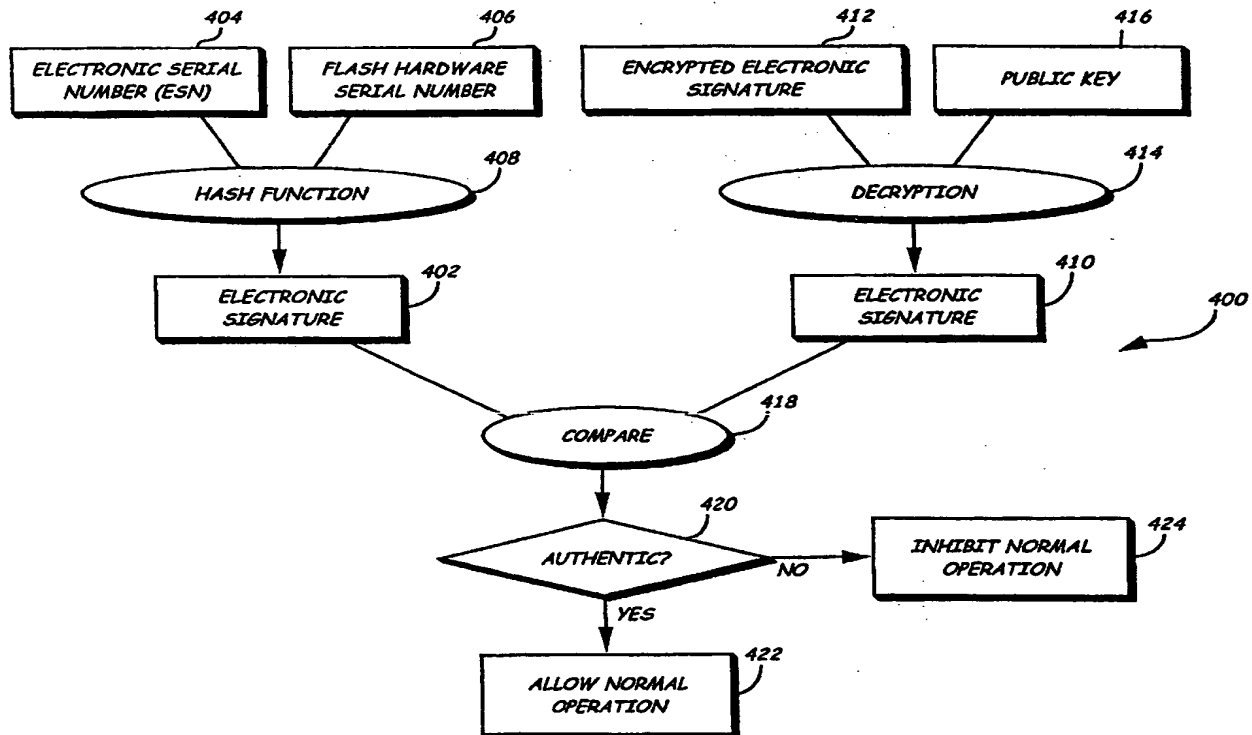 404
406
412
416
ELECTRONIC SERIAL
NUMBER (ESN)
FLASH HARDWARE
SERIAL NUMBER
ENCRYPTED ELECTRONIC
SIGNATURE
PUBLIC KEY
HASH FUNCTION
408
DECRYPTION
414
ELECTRONIC
SIGNATURE
402
ELECTRONIC
SIGNATURE
410
400
COMPARE
418
AUTHENTIC?
420
NO
YES
INHIBIT NORMAL
OPERATION
424
ALLOW NORMAL
OPERATION
422